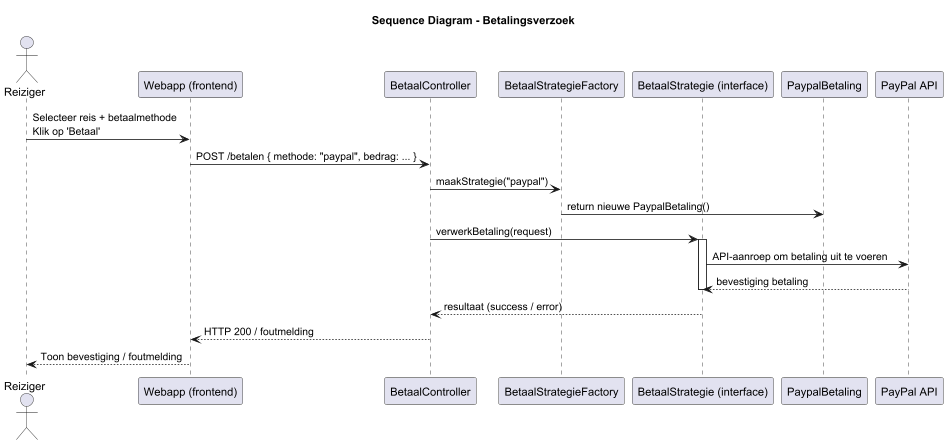 Sequence Diagram - Betalingsverzoek
Reiziger
Webapp (frontend)
BetaalController
BetaalStrategieFactory
BetaalStrategie (interface)
PaypalBetaling
PayPal API
Selecteer reis + betaalmethode
Klik op 'Betaal'
POST /betalen { methode: "paypal", bedrag: ... }
maakStrategie("paypal")
return nieuwe PaypalBetaling()
verwerkBetaling(request)
API-aanroep om betaling uit te voeren
bevestiging betaling
resultaat (success / error)
HTTP 200 / foutmelding
Toon bevestiging / foutmelding
Reiziger
Webapp (frontend)
BetaalController
BetaalStrategieFactory
BetaalStrategie (interface)
PaypalBetaling
PayPal API